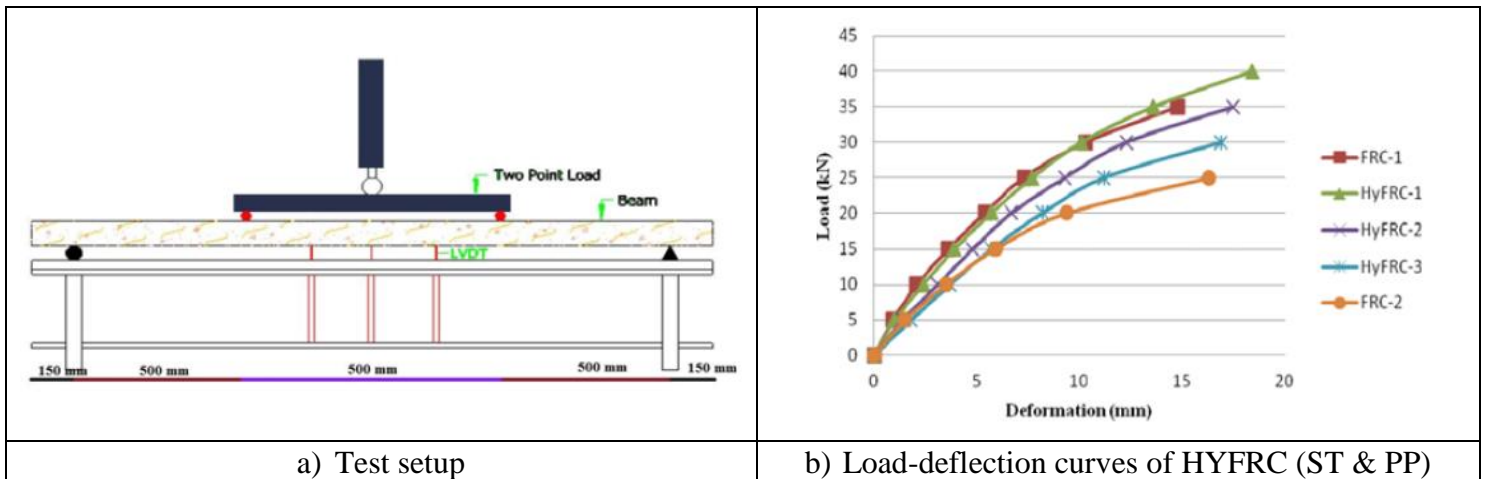 Two Point Load
Beam
LVDT
150 mm
500 mm
500 mm
500 mm
150 mm
a) Test setup
45
40
35
30
25
20
15
10
5
0
Load (kN)
0 5 10 15 20
Deformation (mm)
FRC-1
HyFRC-1
HyFRC-2
HyFRC-3
FRC-2
b) Load-deflection curves of HYFRC (ST & PP)